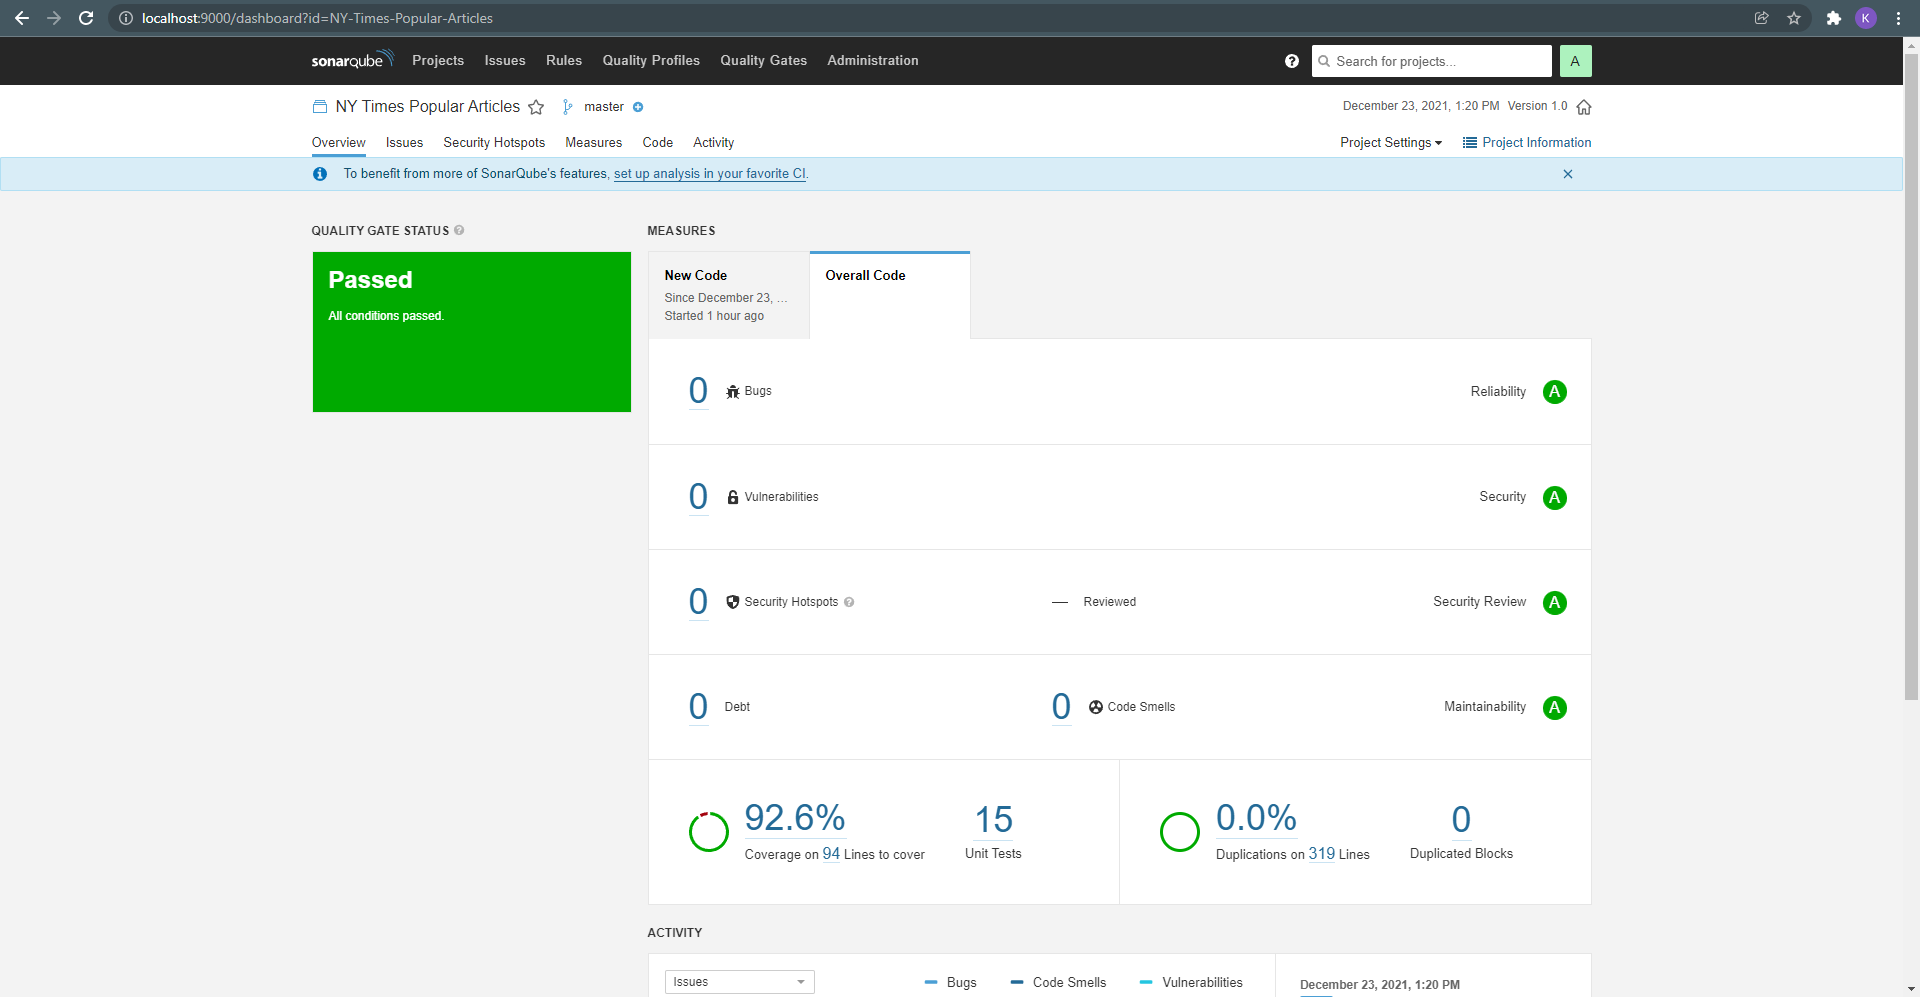 localhost:9000/dashboard?id=NY-Times-Popular-Articles
K
sonarqube Projects Issues Rules Quality Profiles Quality Gates Administration
? Search for projects... A
NY Times Popular Articles master
December 23, 2021, 1:20 PM Version 1.0
Overview Issues Security Hotspots Measures Code Activity
Project Settings Project Information
To benefit from more of SonarQube's features, set up analysis in your favorite CI.
QUALITY GATE STATUS ?
Passed
All conditions passed.
MEASURES
New Code
Since December 23, ...
Started 1 hour ago
Overall Code
0 Bugs Reliability A
0 Vulnerabilities Security A
0 Security Hotspots ? — Reviewed Security Review A
0 Debt 0 Code Smells Maintainability A
92.6%
Coverage on 94 Lines to cover
15
Unit Tests
0.0%
Duplications on 319 Lines
0
Duplicated Blocks
ACTIVITY
Issues
Bugs Code Smells Vulnerabilities
December 23, 2021, 1:20 PM